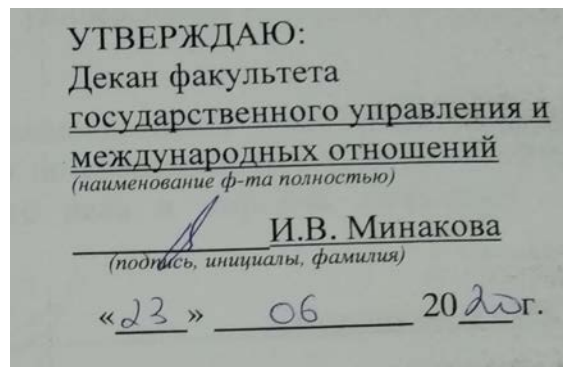 УТВЕРЖДАЮ:
Декан факультета
государственного управления и
международных отношений
(наименование ф-та полностью)
И.В. Минакова
(подпись, инициалы, фамилия)
«23» 06 2020г.